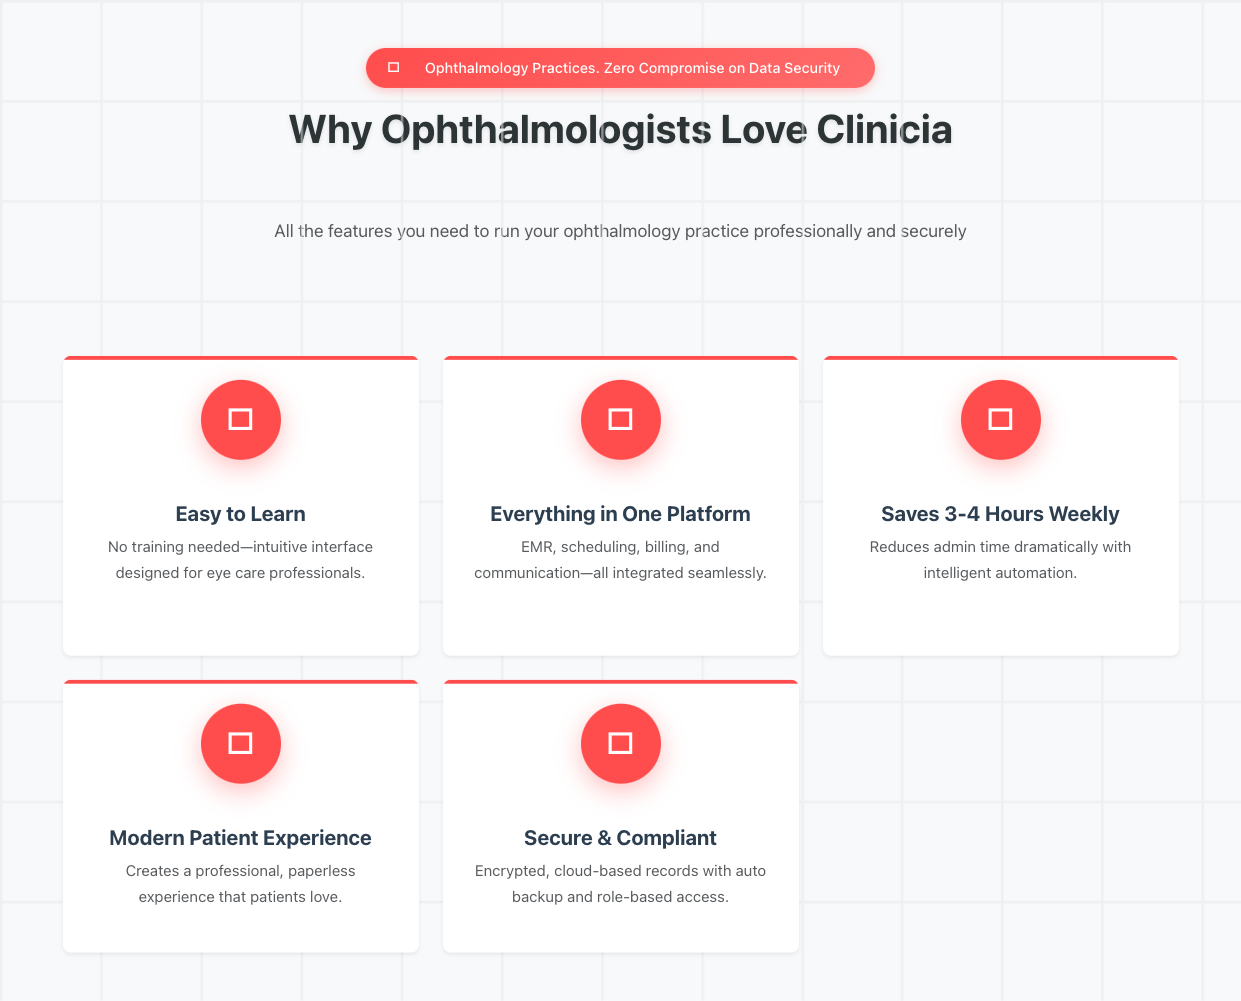 Ophthalmology Practices. Zero Compromise on Data Security
Why Ophthalmologists Love Clinicia
All the features you need to run your ophthalmology practice professionally and securely
Easy to Learn
No training needed—intuitive interface
designed for eye care professionals.
Everything in One Platform
EMR, scheduling, billing, and
communication—all integrated seamlessly.
Saves 3-4 Hours Weekly
Reduces admin time dramatically with
intelligent automation.
Modern Patient Experience
Creates a professional, paperless
experience that patients love.
Secure & Compliant
Encrypted, cloud-based records with auto
backup and role-based access.